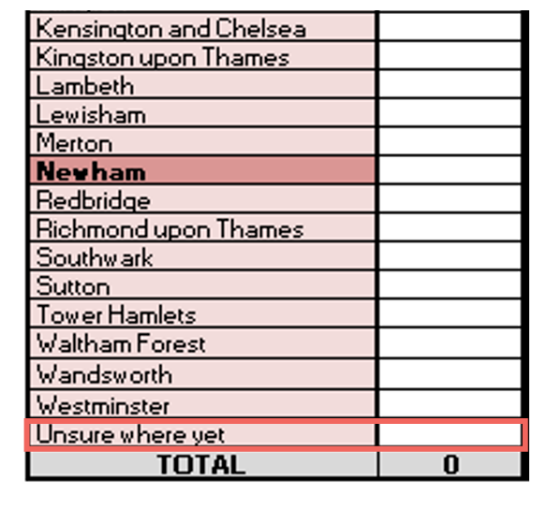 Kensington and Chelsea
Kingston upon Thames
Lambeth
Lewisham
Merton
Newham
Redbridge
Richmond upon Thames
Southwark
Sutton
Tower Hamlets
Waltham Forest
Wandsworth
Westminster
Unsure where yet
TOTAL 0